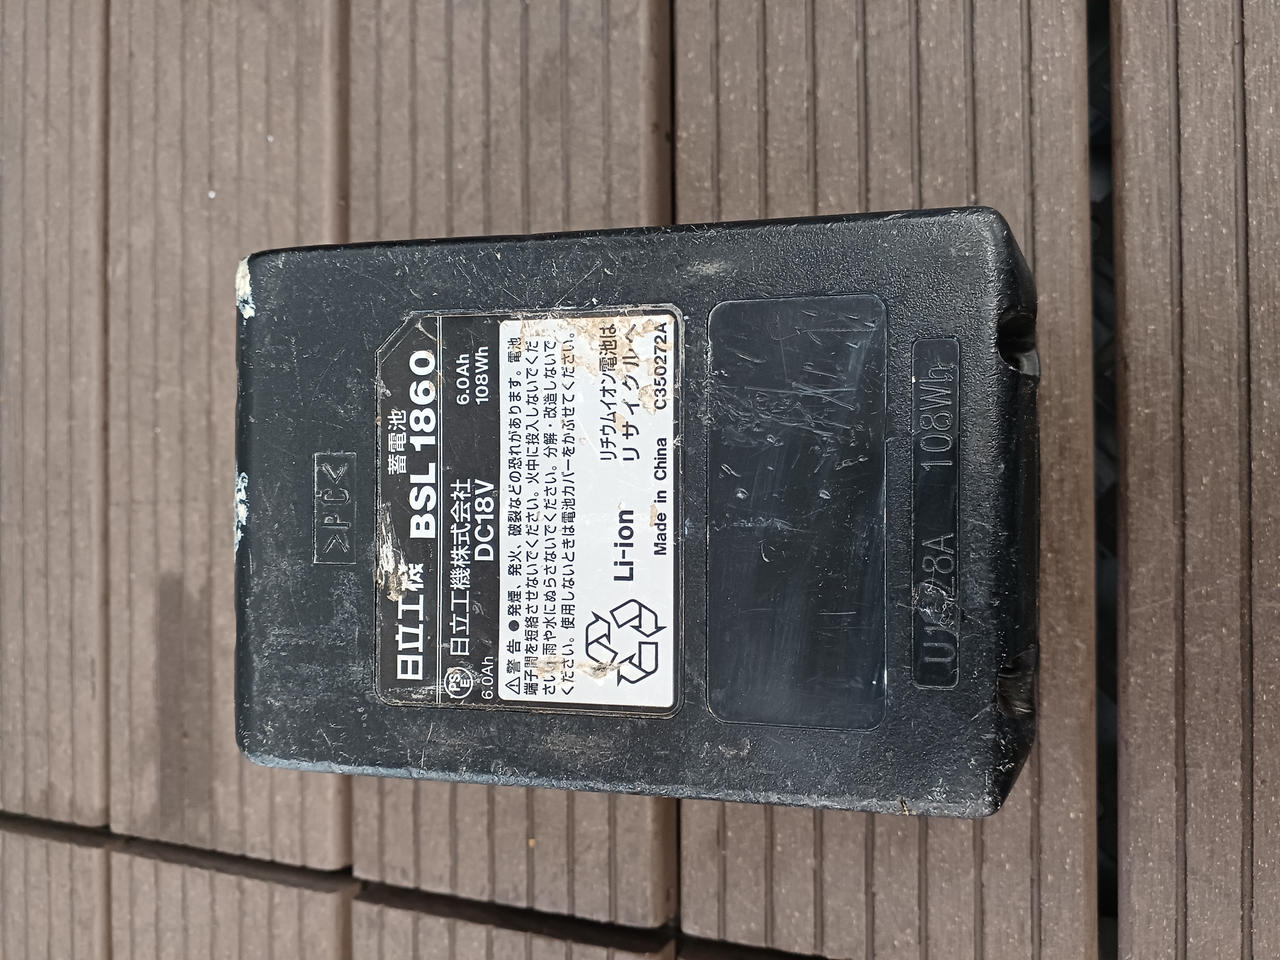 >PC<
蓄電池
日立工機 BSL 1860
日立工機株式会社 6.0Ah
6.0Ah DC18V 108Wh
⚠警告 ●発煙、発火、破裂などの恐れがあります。電池
端子間を短絡させないでください。火中に投入しないでくだ
さい。雨や水にぬらさないでください。分解・改造しないで
ください。使用しないときは電池カバーをかぶせてください。
リチウムイオン電池は
Li-ion リサイクルへ
Made in China C350272A
108Wh